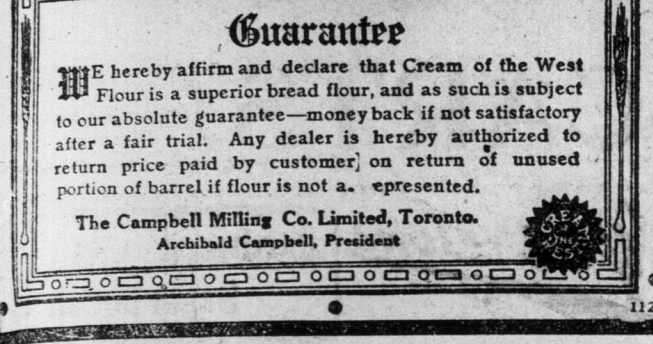 Guarantee
WE hereby affirm and declare that Cream of the West
Flour is a superior bread flour, and as such is subject
to our absolute guarantee—money back if not satisfactory
after a fair trial. Any dealer is hereby authorized to
return price paid by customer on return of unused
portion of barrel if flour is not a. epresented.
The Campbell Milling Co. Limited, Toronto.
Archibald Campbell, President
112